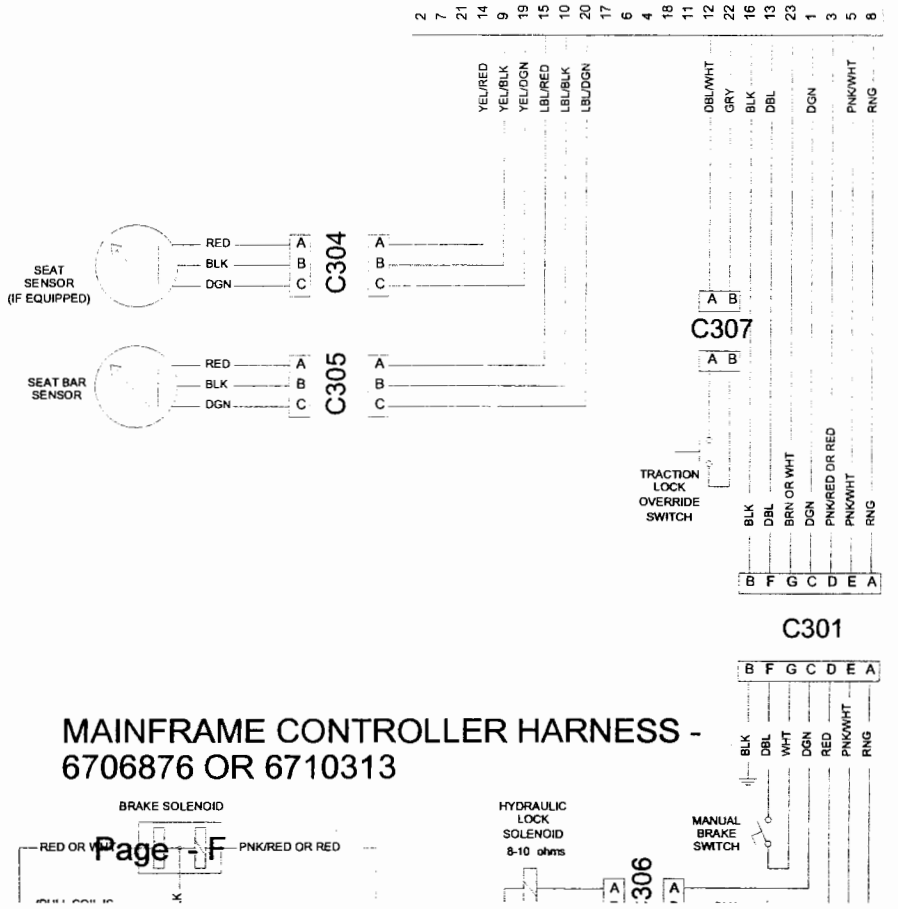 2 7 21 14 9 19 15 10 20 17 6 4 18 11 12 22 16 13 23 1 3 5 8
YEL/RED
YEL/BLK
YEL/DGN
LBL/RED
LBL/BLK
LBL/DGN
DBL/WHT
GRY
BLK
DBL
DGN
PNK/WHT
RNG
SEAT
SENSOR
(IF EQUIPPED)
RED A A
BLK B B
DGN C C
C304
SEAT BAR
SENSOR
RED A A
BLK B B
DGN C C
C305
A B
C307
A B
TRACTION
LOCK
OVERRIDE
SWITCH
BLK
DBL
BRN OR WHT
DGN
PNK/RED OR RED
PNK/WHT
RNG
B F G C D E A
C301
B F G C D E A
BLK
DBL
WHT
DGN
RED
PNK/WHT
RNG
MAINFRAME CONTROLLER HARNESS -
6706876 OR 6710313
BRAKE SOLENOID
RED OR WHT
Page - F
PNK/RED OR RED
HYDRAULIC
LOCK
SOLENOID
8-10 ohms
MANUAL
BRAKE
SWITCH
A A
306
K